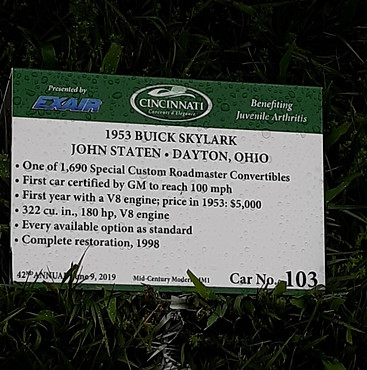 Presented by
EXAIR
CINCINNATI
Concours d'Elegance
Benefiting
Juvenile Arthritis
1953 BUICK SKYLARK
JOHN STATEN • DAYTON, OHIO
• One of 1,690 Special Custom Roadmaster Convertibles
• First car certified by GM to reach 100 mph
• First year with a V8 engine; price in 1953: $5,000
• 322 cu. in., 180 hp, V8 engine
• Every available option as standard
• Complete restoration, 1998
ANNUAL 9, 2019 Mid-Century Modern Car No. 103